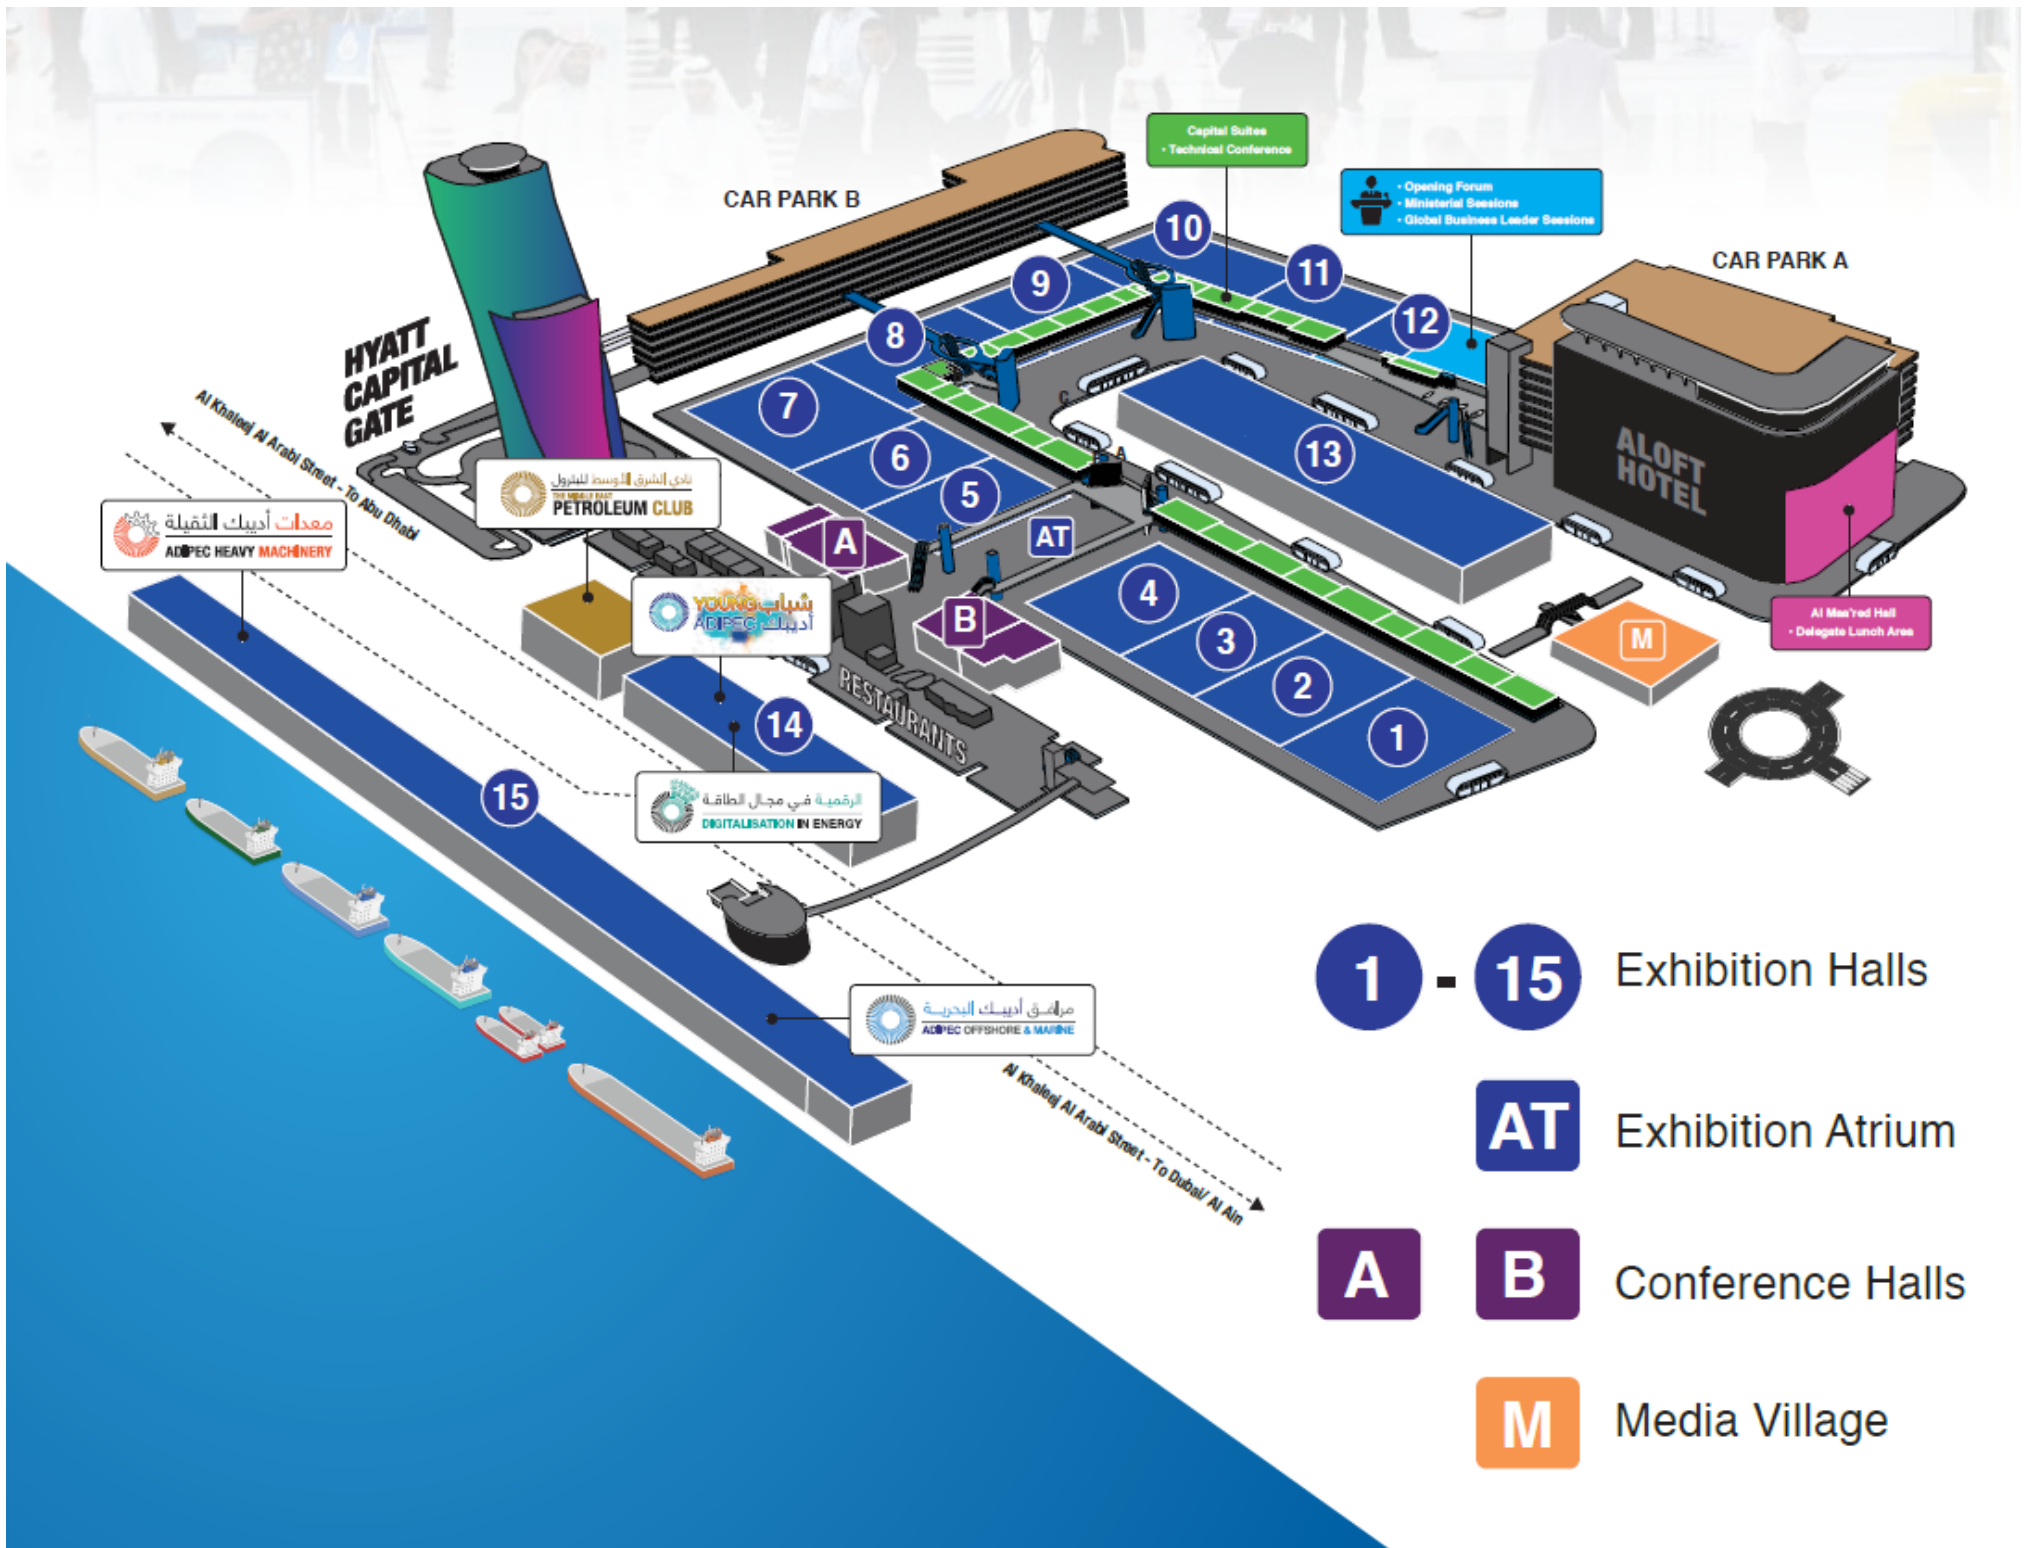 Capital Suites
• Technical Conference
• Opening Forum
• Ministerial Sessions
• Global Business Leader Sessions
CAR PARK B
CAR PARK A
10
9
11
8
12
HYATT
CAPITAL
GATE
7
6
5
13
ALOFT
HOTEL
C
A
Al Khaleej Al Arabi Street - To Abu Dhabi
نادي الشرق الأوسط للبترول
THE MIDDLE EAST
PETROLEUM CLUB
معدات أديبك الثقيلة
ADIPEC HEAVY MACHINERY
A
AT
شباب YOUNG
أديبك ADIPEC
B
4
3
2
1
M
Al Mas'red Hall
• Delegate Lunch Area
RESTAURANTS
14
15
الرقمية في مجال الطاقة
DIGITALISATION IN ENERGY
مرافق أديبك البحرية
ADIPEC OFFSHORE & MARINE
Al Khaleej Al Arabi Street - To Dubai/ Al Ain
1 - 15 Exhibition Halls
AT Exhibition Atrium
A B Conference Halls
M Media Village